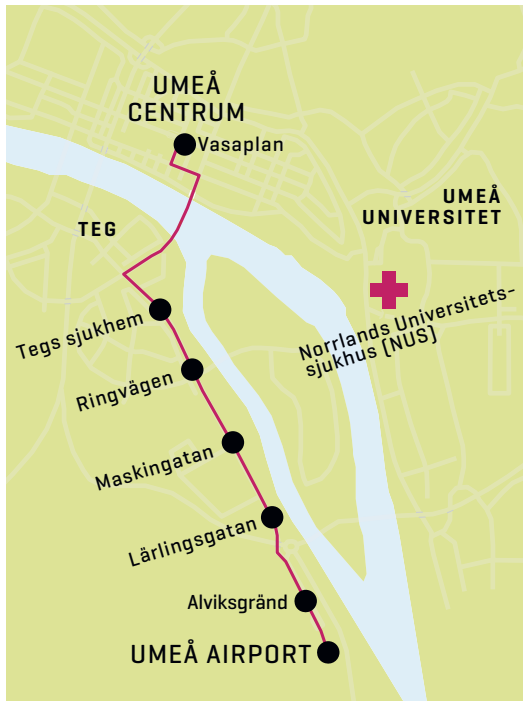 UMEÅ
CENTRUM
Vasaplan
UMEÅ
UNIVERSITET
TEG
Norrlands Universitets-
sjukhus (NUS)
Tegs sjukhem
Ringvägen
Maskingatan
Lärlingsgatan
Alviksgränd
UMEÅ AIRPORT